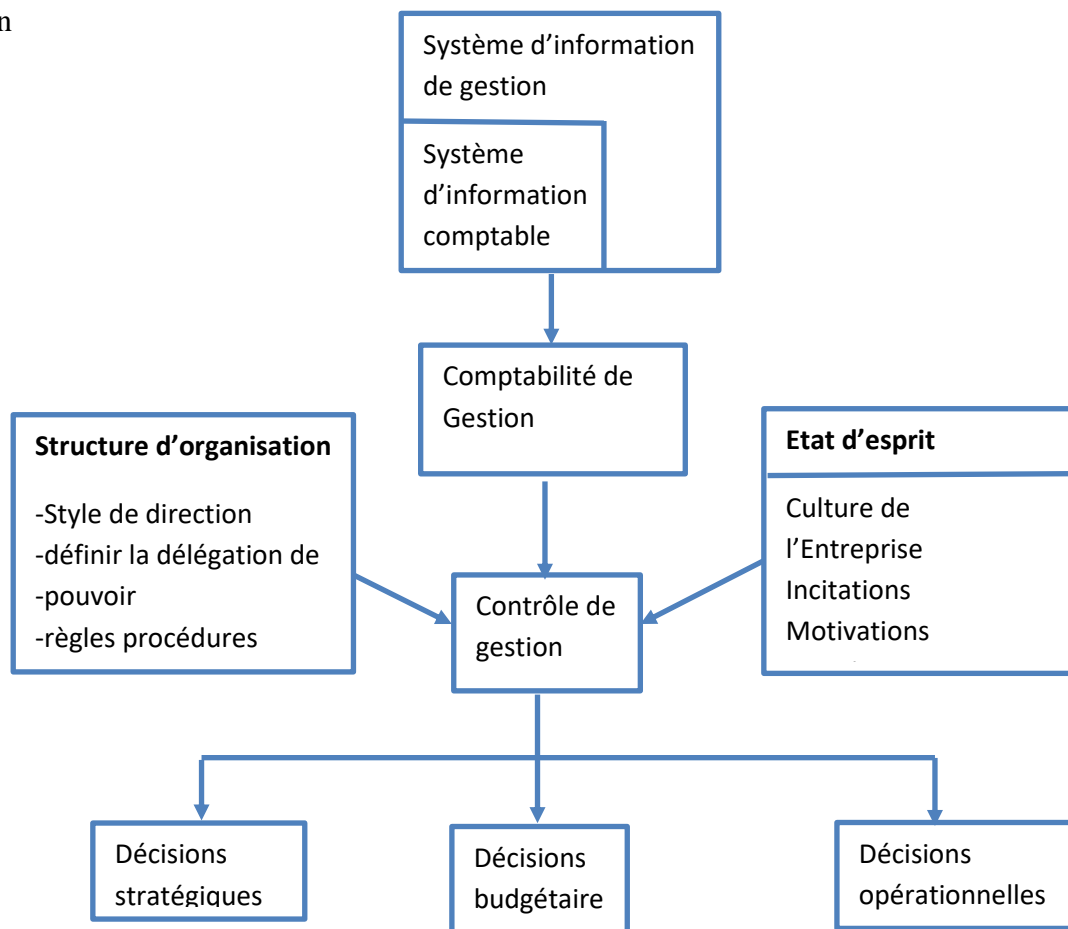 n
Système d’information
de gestion
Système
d’information
comptable
Comptabilité de
Gestion
Structure d’organisation
-Style de direction
-définir la délégation de
-pouvoir
-règles procédures
Etat d’esprit
Culture de
l’Entreprise
Incitations
Motivations
Contrôle de
gestion
Décisions
stratégiques
Décisions
budgétaire
Décisions
opérationnelles